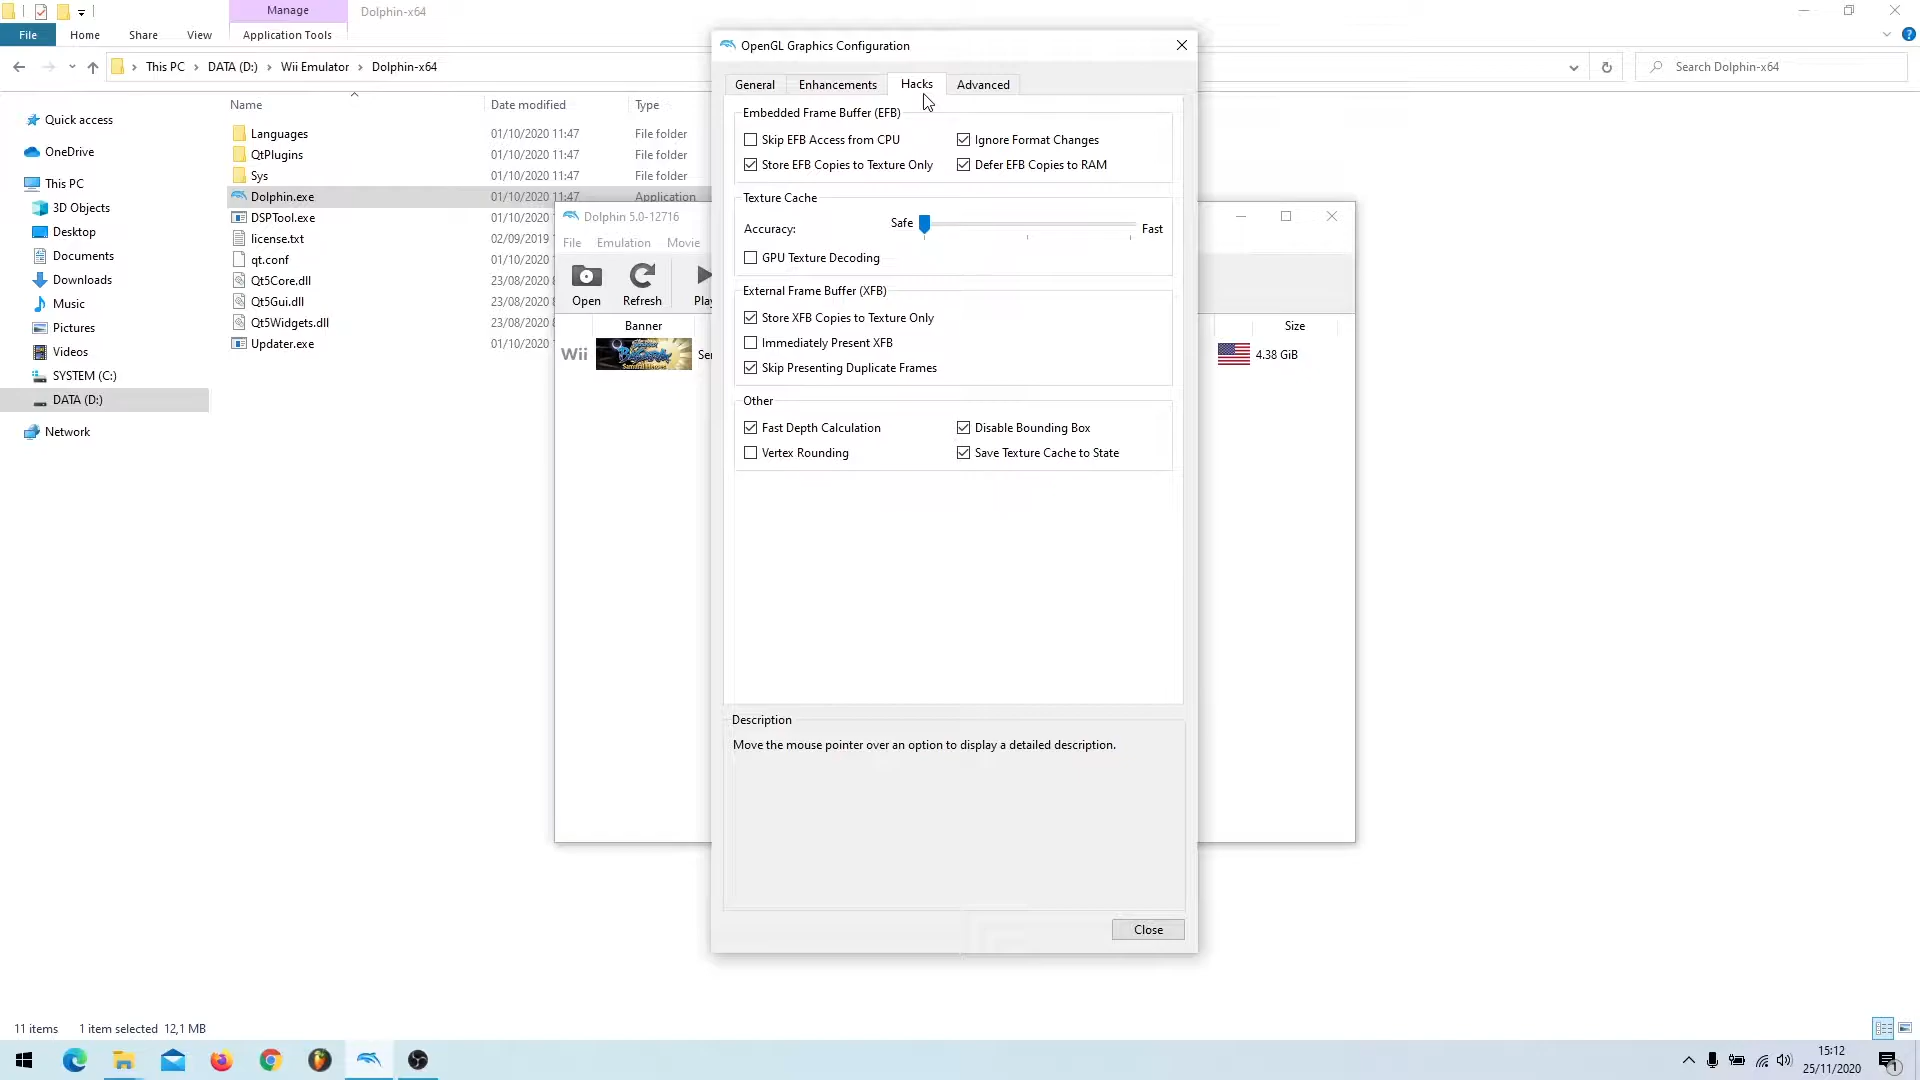 Manage
Dolphin-x64
File
Home
Share
View
Application Tools
This PC
DATA (D:)
Wii Emulator
Dolphin-x64
Search Dolphin-x64
Quick access
OneDrive
This PC
3D Objects
Desktop
Documents
Downloads
Music
Pictures
Videos
SYSTEM (C:)
DATA (D:)
Network
Name
Date modified
Type
Languages
01/10/2020 11:47
File folder
QtPlugins
01/10/2020 11:47
File folder
Sys
01/10/2020 11:47
File folder
Dolphin.exe
01/10/2020 11:47
Application
DSPTool.exe
01/10/2020
license.txt
02/09/2019
qt.conf
01/10/2020
Qt5Core.dll
23/08/2020 8
Qt5Gui.dll
23/08/2020 8
Qt5Widgets.dll
23/08/2020 8
Updater.exe
01/10/2020
Dolphin 5.0-12716
File
Emulation
Movie
Open
Refresh
Play
Banner
Size
Wii
Samurai Heroes
Ser
4.38 GiB
OpenGL Graphics Configuration
General
Enhancements
Hacks
Advanced
Embedded Frame Buffer (EFB)
Skip EFB Access from CPU
Ignore Format Changes
Store EFB Copies to Texture Only
Defer EFB Copies to RAM
Texture Cache
Accuracy:
Safe
Fast
GPU Texture Decoding
External Frame Buffer (XFB)
Store XFB Copies to Texture Only
Immediately Present XFB
Skip Presenting Duplicate Frames
Other
Fast Depth Calculation
Disable Bounding Box
Vertex Rounding
Save Texture Cache to State
Description
Move the mouse pointer over an option to display a detailed description.
Close
11 items
1 item selected 12,1 MB
15:12
25/11/2020
1